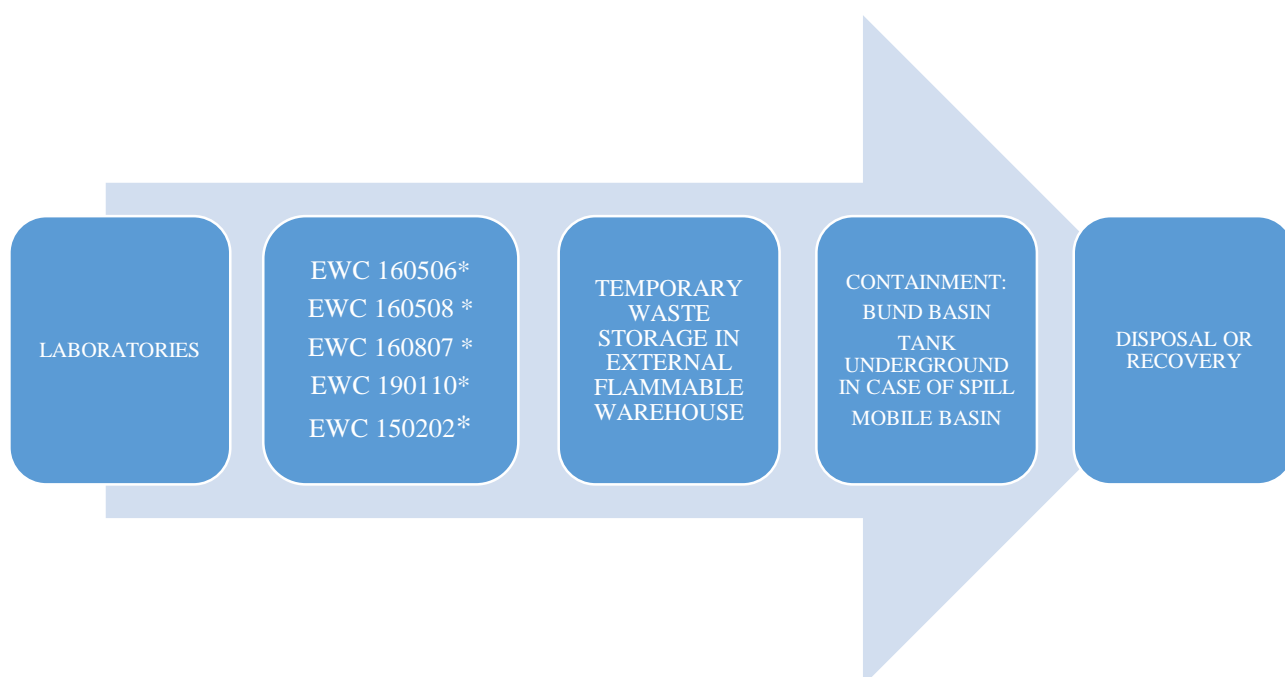 LABORATORIES
EWC 160506*
EWC 160508 *
EWC 160807 *
EWC 190110*
EWC 150202*
TEMPORARY
WASTE
STORAGE IN
EXTERNAL
FLAMMABLE
WAREHOUSE
CONTAINMENT:
BUND BASIN
TANK
UNDERGROUND
IN CASE OF SPILL
MOBILE BASIN
DISPOSAL OR
RECOVERY